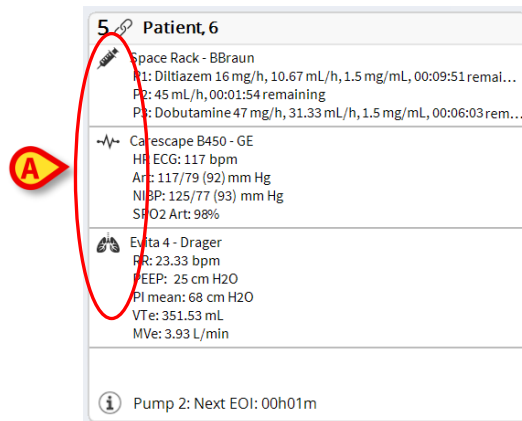 5 Patient, 6
Space Rack - BBraun
P1: Diltiazem 16 mg/h, 10.67 mL/h, 1.5 mg/mL, 00:09:51 remai...
P2: 45 mL/h, 00:01:54 remaining
P3: Dobutamine 47 mg/h, 31.33 mL/h, 1.5 mg/mL, 00:06:03 rem...
Carescape B450 - GE
HR ECG: 117 bpm
A
Art: 117/79 (92) mm Hg
NIBP: 125/77 (93) mm Hg
SPO2 Art: 98%
Evita 4 - Drager
RR: 23.33 bpm
PEEP: 25 cm H2O
PI mean: 68 cm H2O
VTe: 351.53 mL
MVe: 3.93 L/min
Pump 2: Next EOI: 00h01m